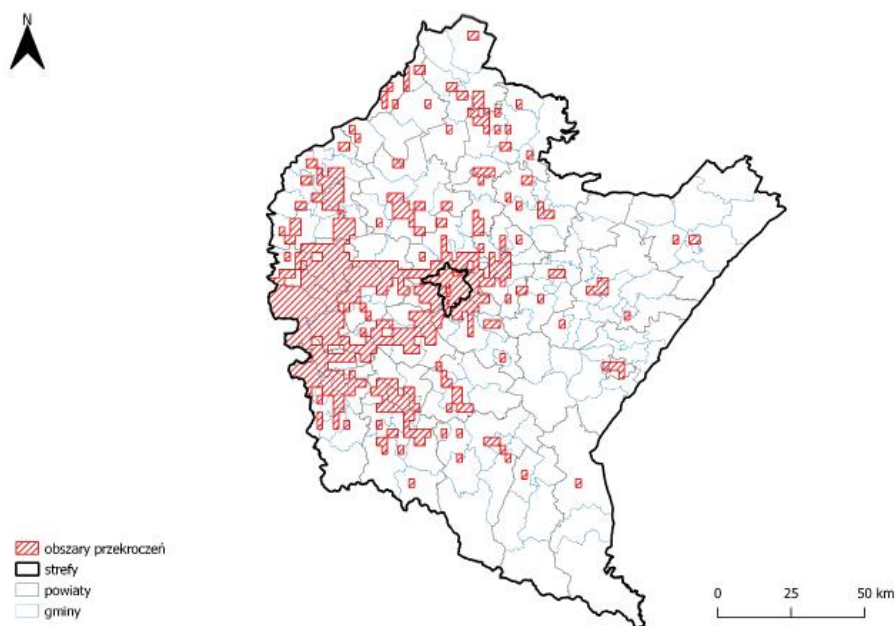 N
obszary przekroczeń
strefy
powiaty
gminy
0 25 50 km